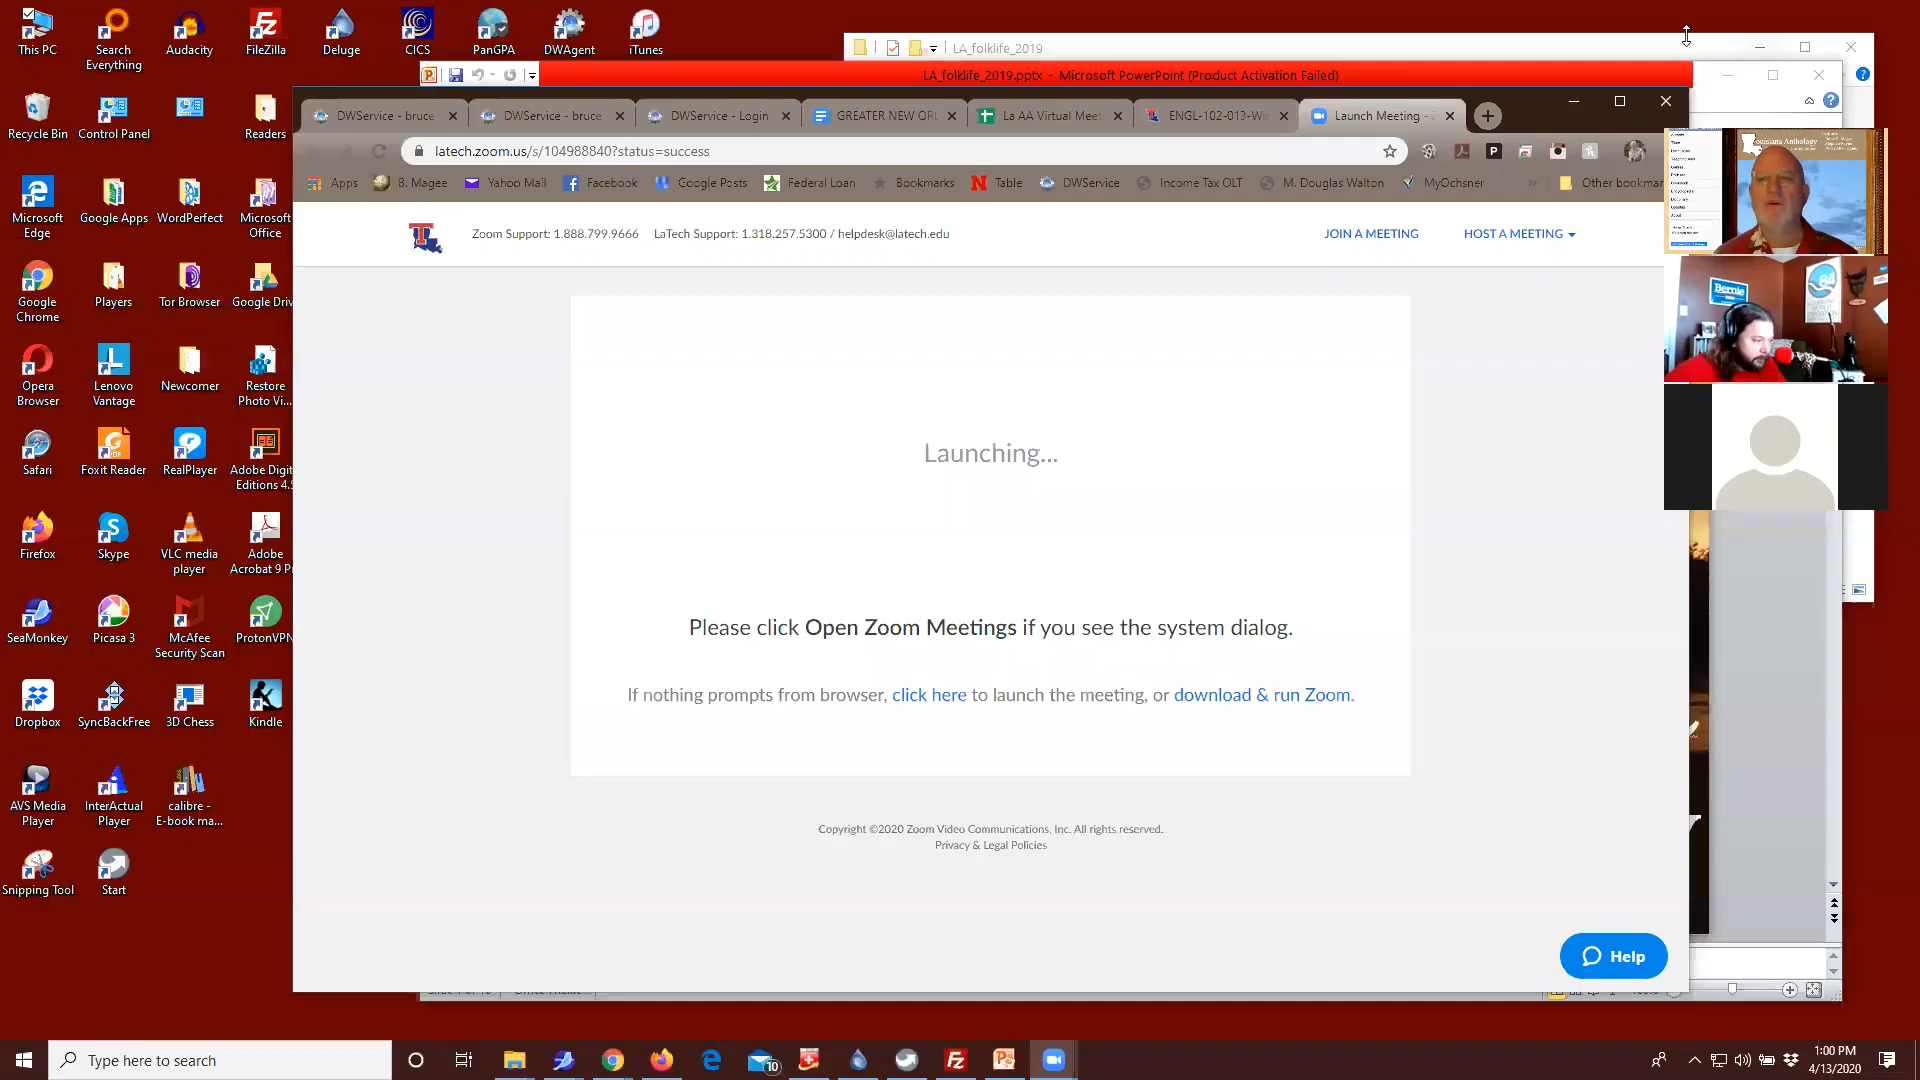 This PC
Search
Everything
Audacity
FileZilla
Deluge
CICS
PanGPA
DWAgent
iTunes
LA_folklife_2019
LA_folklife_2019.pptx - Microsoft PowerPoint (Product Activation Failed)
DWService - bruce
DWService - bruce
DWService - Login
GREATER NEW ORL
La AA Virtual Meet
ENGL-102-013-Wi
Launch Meeting -
latech.zoom.us/s/104988840?status=success
Apps
B. Magee
Yahoo Mail
Facebook
Google Posts
Federal Loan
Bookmarks
Table
DWService
Income Tax OLT
M. Douglas Walton
MyOchsner
»
Other bookmar
Zoom Support: 1.888.799.9666
LaTech Support: 1.318.257.5300 / helpdesk@latech.edu
JOIN A MEETING
HOST A MEETING
Launching...
Please click Open Zoom Meetings if you see the system dialog.
If nothing prompts from browser, click here to launch the meeting, or download & run Zoom.
Copyright ©2020 Zoom Video Communications, Inc. All rights reserved.
Privacy & Legal Policies
Help
ouisiana Anthology
Bernie
84
Recycle Bin
Control Panel
Readers
Microsoft
Edge
Google Apps
WordPerfect
Microsoft
Office
Google
Chrome
Players
Tor Browser
Google Driv
Opera
Browser
Lenovo
Vantage
Newcomer
Restore
Photo Vi...
Safari
Foxit Reader
RealPlayer
Adobe Digit
Editions 4.5
Firefox
Skype
VLC media
player
Adobe
Acrobat 9 P
SeaMonkey
Picasa 3
McAfee
Security Scan
ProtonVPN
Dropbox
SyncBackFree
3D Chess
Kindle
AVS Media
Player
InterActual
Player
calibre -
E-book ma...
Snipping Tool
Start
Type here to search
10
1:00 PM
4/13/2020